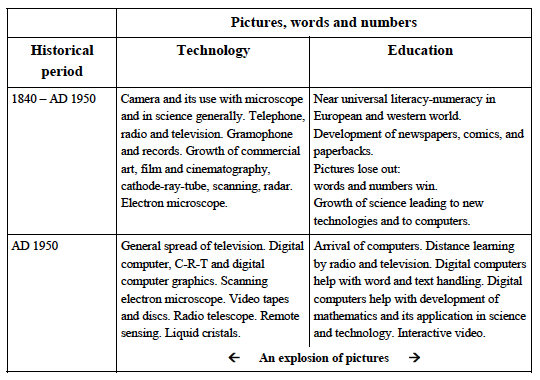 Pictures, words and numbers
Historical
period
Technology
Education
1840 – AD 1950
Camera and its use with microscope
and in science generally. Telephone,
radio and television. Gramophone
and records. Growth of commercial
art, film and cinematography,
cathode-ray-tube, scanning, radar.
Electron microscope.
Near universal literacy-numeracy in
European and western world.
Development of newspapers, comics, and
paperbacks.
Pictures lose out:
words and numbers win.
Growth of science leading to new
technologies and to computers.
AD 1950
General spread of television. Digital
computer, C-R-T and digital
computer graphics. Scanning
electron microscope. Video tapes
and discs. Radio telescope. Remote
sensing. Liquid cristals.
Arrival of computers. Distance learning
by radio and television. Digital computers
help with word and text handling. Digital
computers help with development of
mathematics and its application in science
and technology. Interactive video.
← An explosion of pictures →